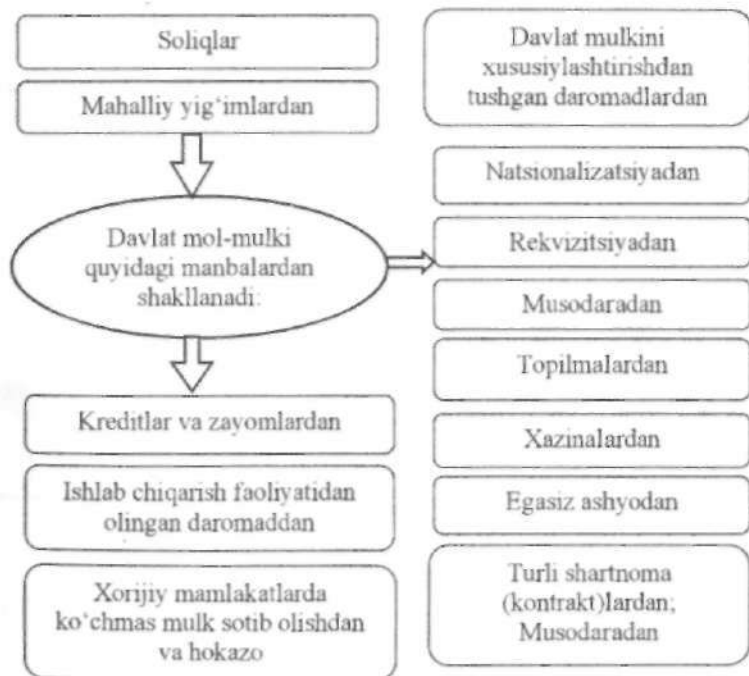 Soliqlar
Mahalliy yig‘imlardan
Davlat mol-mulki
quyidagi manbalardan
shakllanadi:
Kreditlar va zayomlardan
Ishlab chiqarish faoliyatidan
olingan daromaddan
Xorijiy mamlakatlarda
ko‘chmas mulk sotib olishdan
va hokazo
Davlat mulkini
xususiylashtirishdan
tushgan daromadlardan
Natsionalizatsiyadan
Rekvizitsiyadan
Musodaradan
Topilmalardan
Xazinalardan
Egasiz ashyodan
Turli shartnoma
(kontrakt)lardan;
Musodaradan